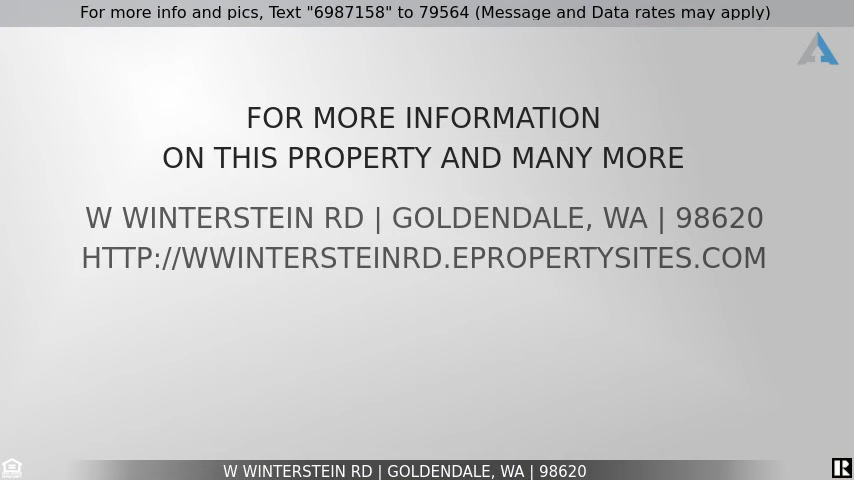 For more info and pics, Text "6987158" to 79564 (Message and Data rates may apply)
FOR MORE INFORMATION
ON THIS PROPERTY AND MANY MORE
W WINTERSTEIN RD | GOLDENDALE, WA | 98620
HTTP://WWINTERSTEINRD.EPROPERTYSITES.COM
W WINTERSTEIN RD | GOLDENDALE, WA | 98620